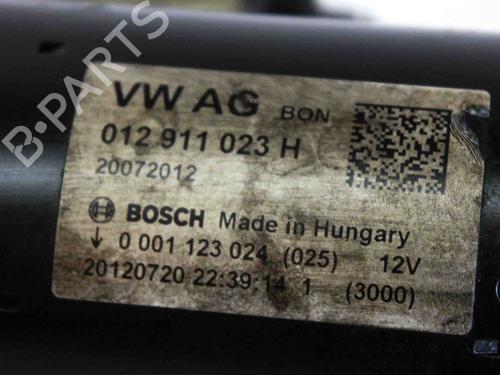 VW AG BON
012 911 023 H
20072012
BOSCH Made in Hungary
↓ 0 001 123 024 (025) 12V
20120720 22:39:14 1 (3000)
B-PARTS